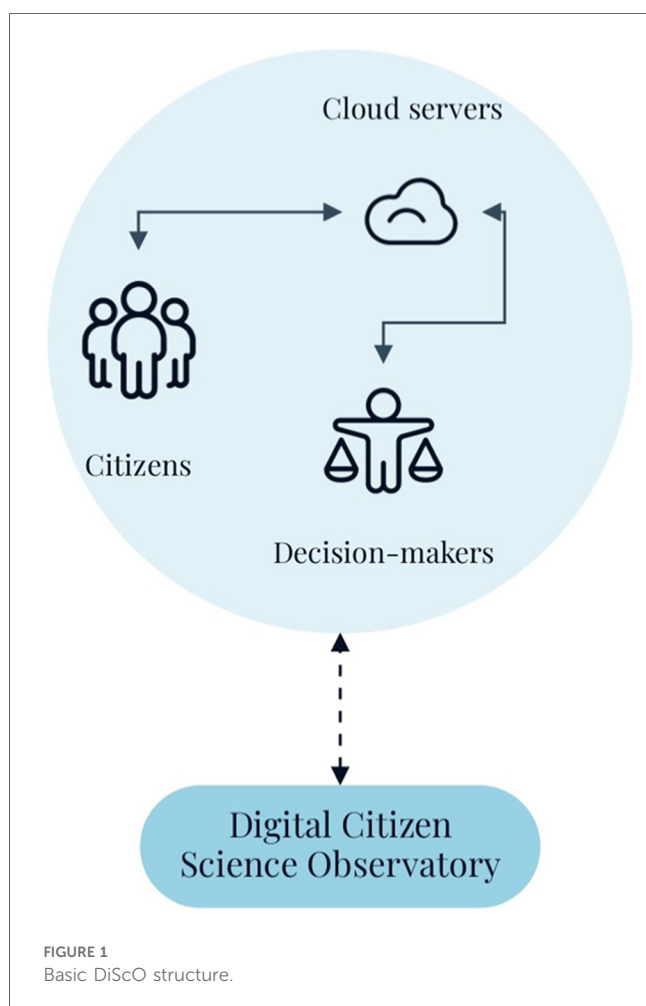 Cloud servers
Citizens
Decision-makers
Digital Citizen
Science Observatory
FIGURE 1
Basic DiScO structure.